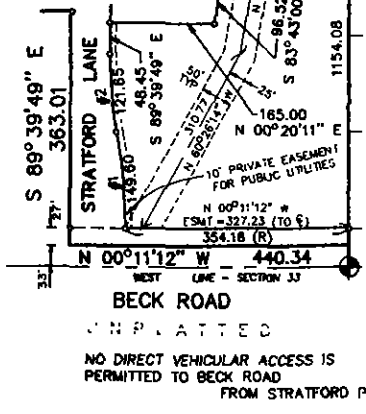 S 89°39'49" E
363.01
STRATFORD LANE
#2
121.85
48.45
S 89°39'49" E
50'
TYP
310.77
N 60°26'14" W
25'
96.52
S 83°43'00"
N
1154.08
165.00
N 00°20'11" E
10' PRIVATE EASEMENT
FOR PUBLIC UTILITIES
#1
149.60
N 00°11'12" W
ESMT =327.23 (TO ℄)
354.18 (R)
27'
33'
N 00°11'12" W 440.34
WEST LINE - SECTION 33
BECK ROAD
UNPLATTED
NO DIRECT VEHICULAR ACCESS IS
PERMITTED TO BECK ROAD
FROM STRATFORD P